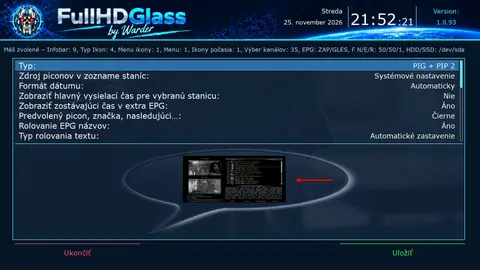 FullHDGlass
by Warder
Streda
25. november 2026
21:52:21
Version:
1.0.93
Máš zvolené – Infobar: 9, Typ Ikon: 4, Menu ikony: 1, Menu: 1, Ikony počasia: 1, Výber kanálov: 35, EPG: ZAP/GLES, F N/E/R: 50/50/1, HDD/SSD: /dev/sda
Typ: PIG + PIP 2
Zdroj piconov v zozname staníc: Systémové nastavenie
Formát dátumu: Automaticky
Zobraziť hlavný vysielací čas pre vybranú stanicu: Nie
Zobraziť zostávajúci čas v extra EPG: Áno
Predvolený picon, značka, nasledujúci...: Čierne
Rolovanie EPG názvov: Áno
Typ rolovania textu: Automatické zastavenie
Ukončiť
Uložiť